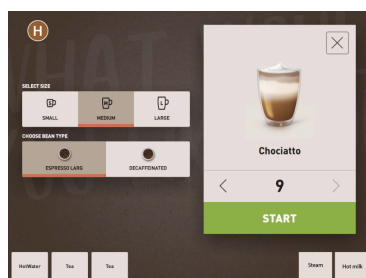 H
SELECT SIZE
S M L
SMALL MEDIUM LARGE
CHOOSE BEAN TYPE
ESPRESSO LARG DECAFFEINATED
Chociatto
9
START
HotWater Tea Tea Steam Hot milk